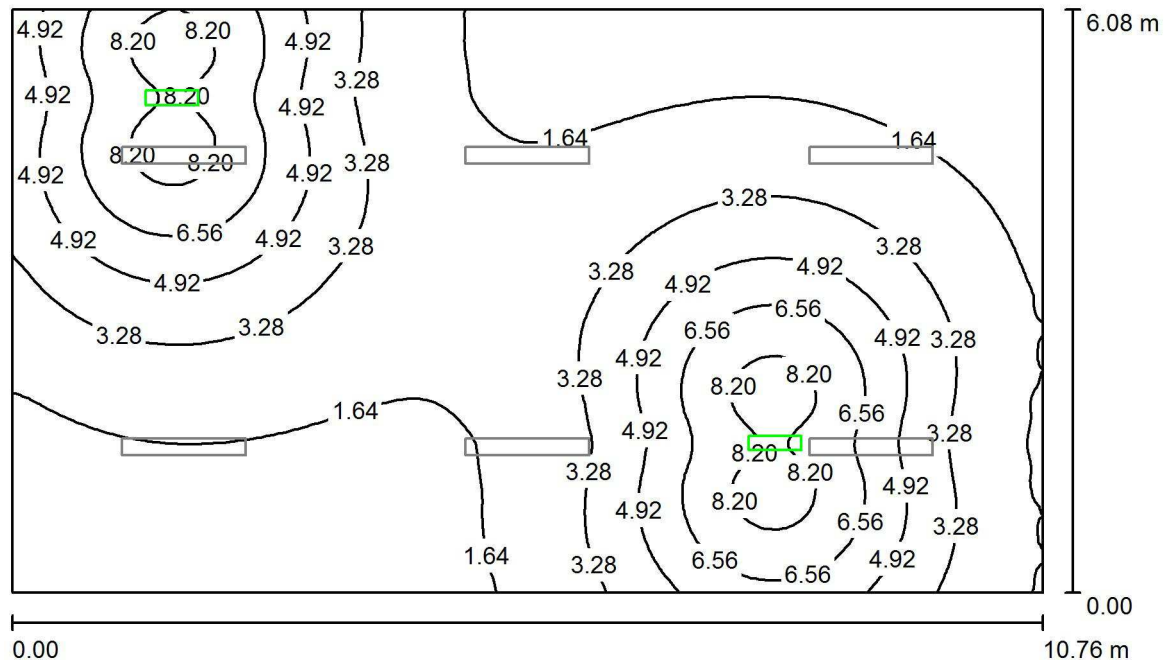 4.92 8.20 8.20 4.92 6.08 m
3.28
4.92 8.20 4.92
1.64 1.64
8.20 8.20 3.28
4.92 4.92
3.28
6.56
4.92 4.92 3.28 3.28
3.28 4.92
4.92 4.92
6.56
3.28 3.28 6.56 4.92 3.28
4.92
3.28 8.20 8.20
1.64 6.56
4.92 3.28
8.20
3.28 8.20
4.92
4.92 8.20
6.56 3.28
1.64 3.28 6.56 6.56 4.92
0.00
0.00 10.76 m